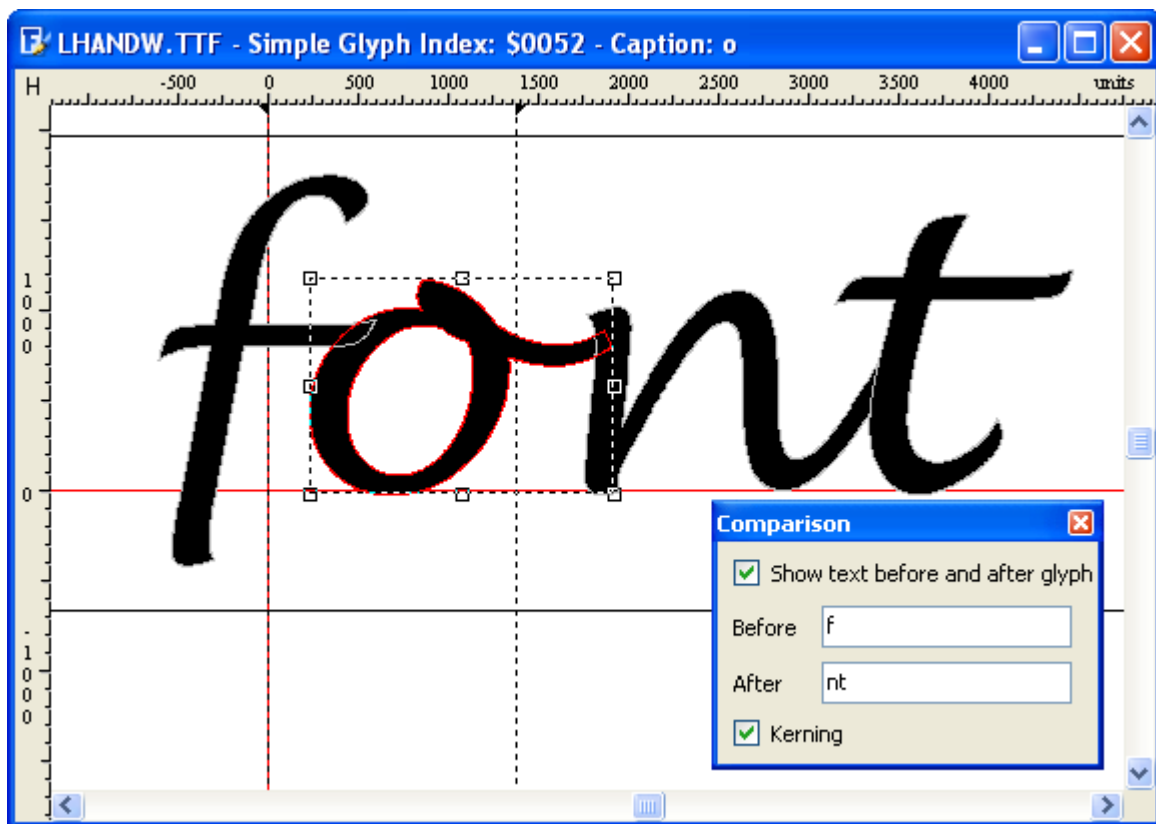 LHANDW.TTF - Simple Glyph Index: $0052 - Caption: o
H -500 0 500 1000 1500 2000 2500 3000 3500 4000 units
font
1000
0
-1000
Comparison
Show text before and after glyph
Before f
After nt
Kerning